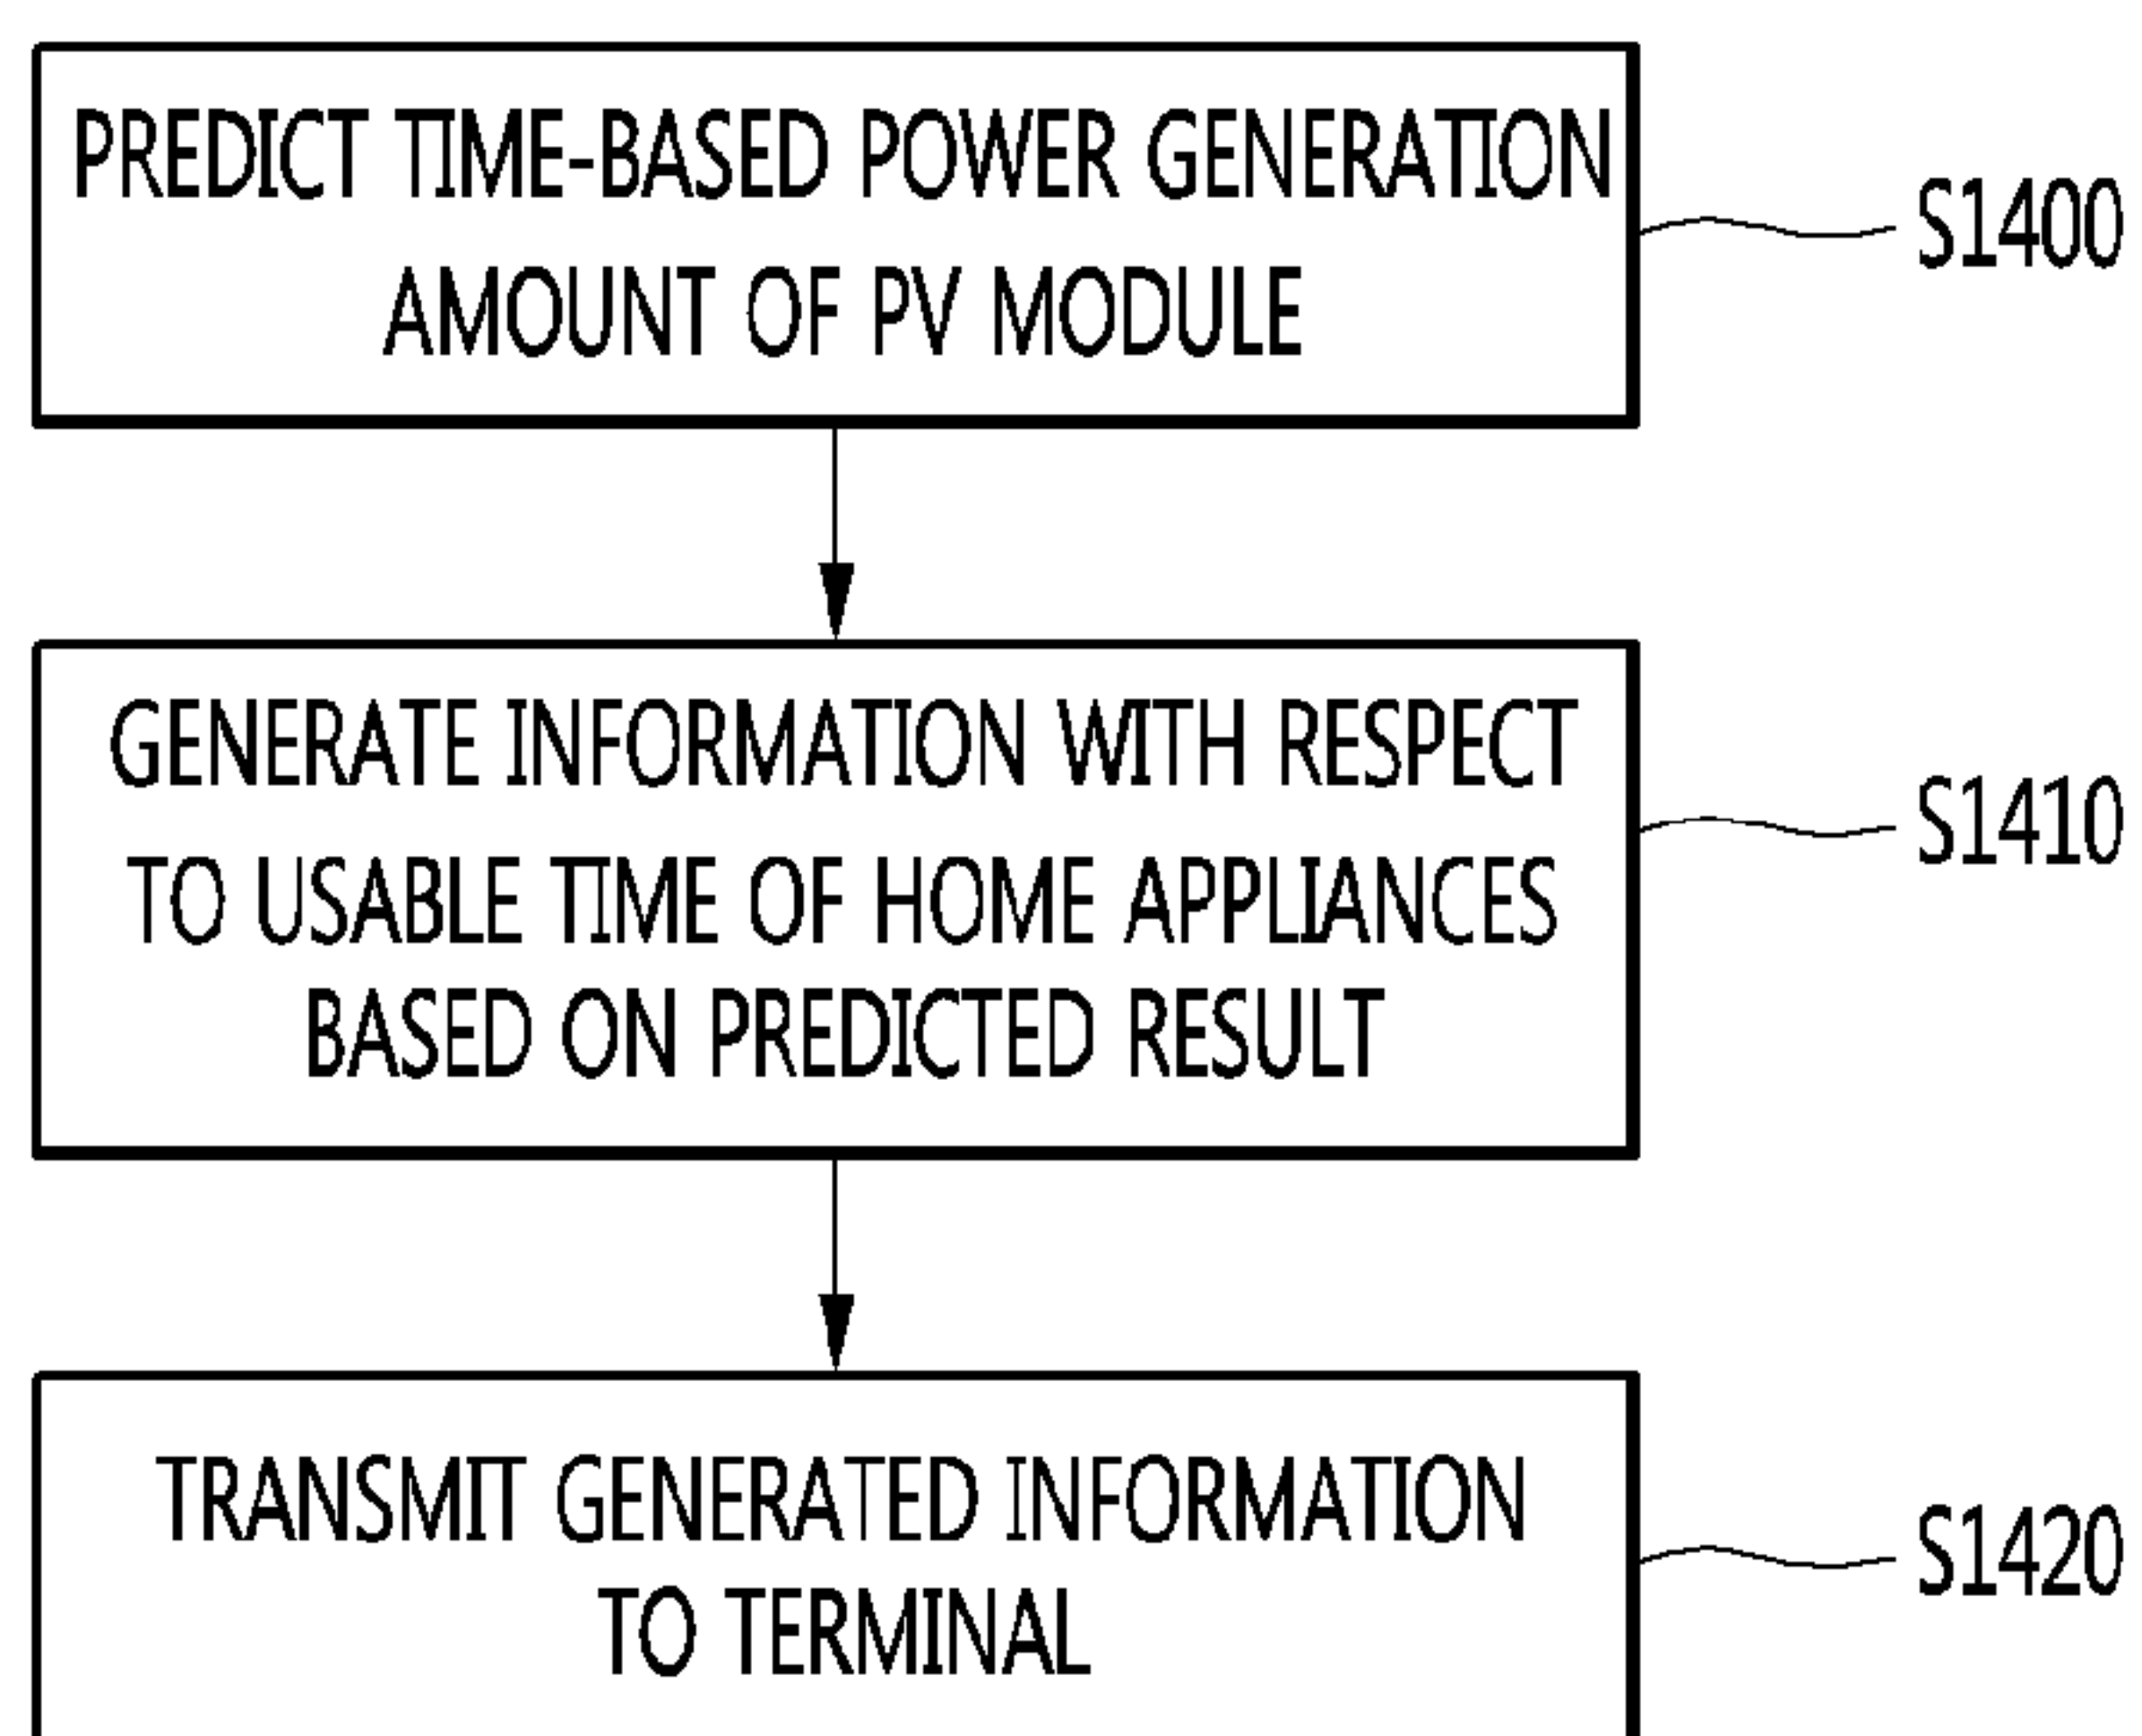 PREDICT TIME-BASED POWER GENERATION
AMOUNT OF PV MODULE
S1400
GENERATE INFORMATION WITH RESPECT
TO USABLE TIME OF HOME APPLIANCES
BASED ON PREDICTED RESULT
S1410
TRANSMIT GENERATED INFORMATION
TO TERMINAL
S1420